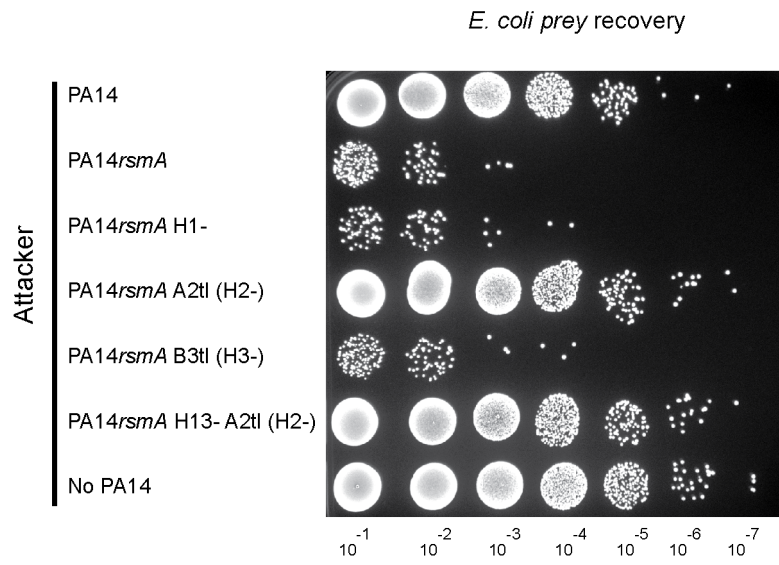 E. coli prey recovery
Attacker
PA14
PA14rsmA
PA14rsmA H1-
PA14rsmA A2tl (H2-)
PA14rsmA B3tl (H3-)
PA14rsmA H13- A2tl (H2-)
No PA14
10-1 10-2 10-3 10-4 10-5 10-6 10-7